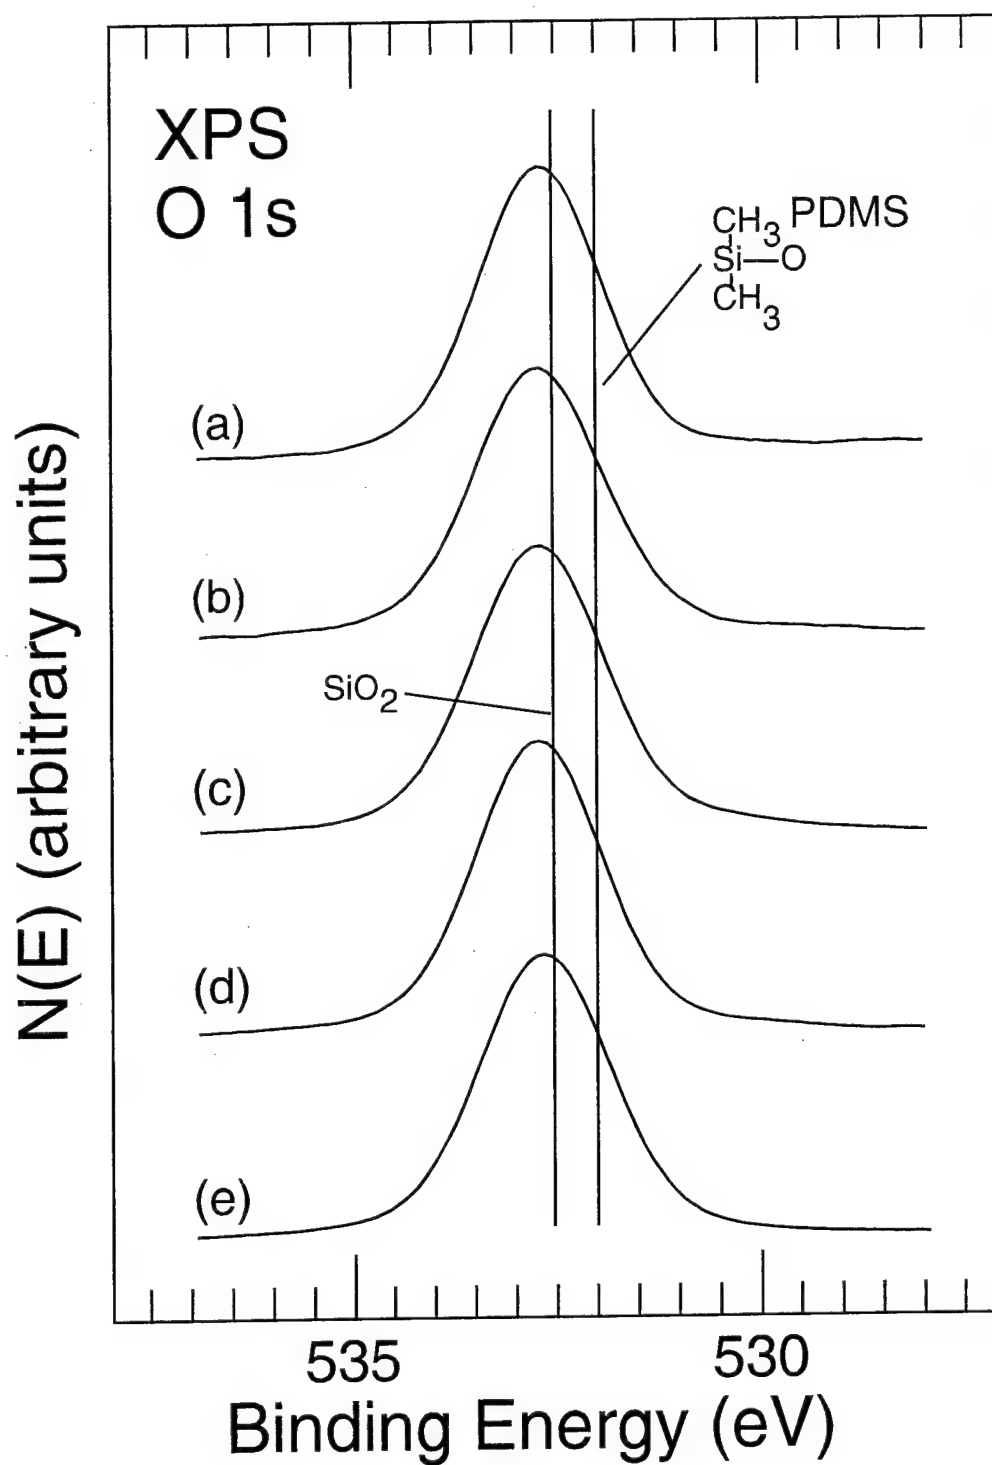 XPS
O 1s
CH3 PDMS
Si—O
CH3
(a)
(b)
SiO2
(c)
(d)
(e)
N(E) (arbitrary units)
535
530
Binding Energy (eV)